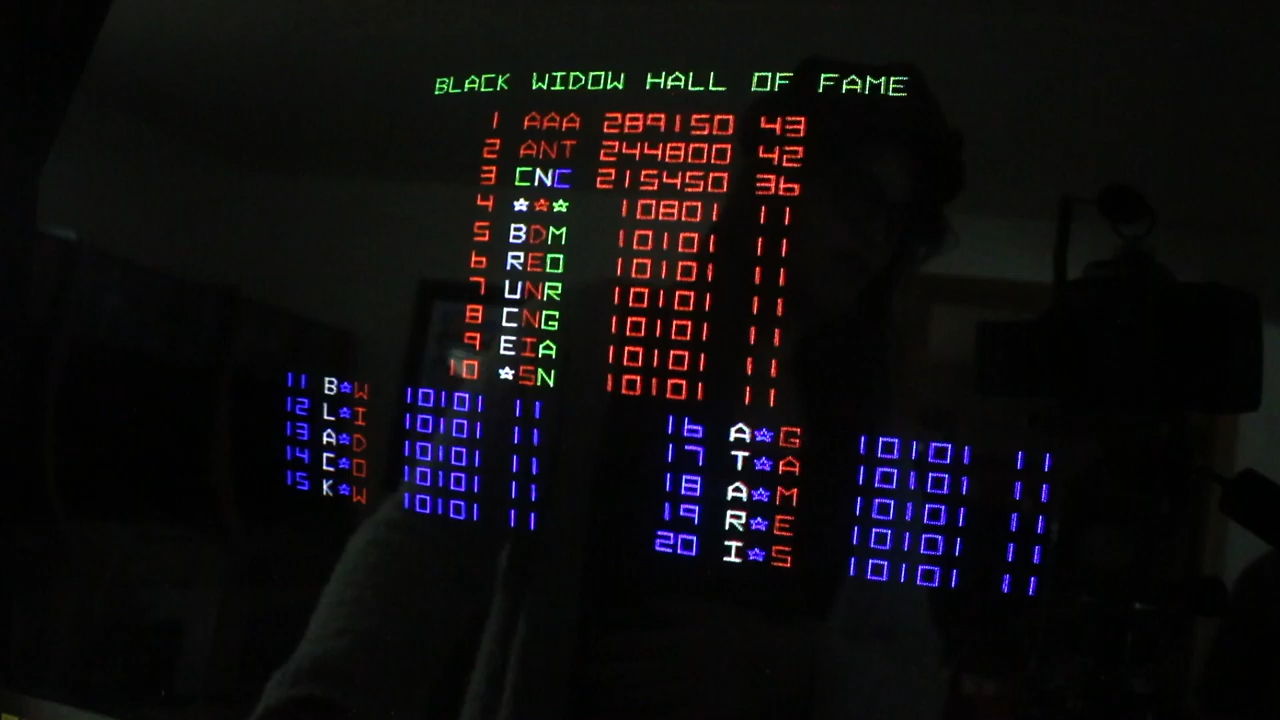 BLACK WIDOW HALL OF FAME
1 AAA 289150 43
2 ANT 244800 42
3 CNC 215450 36
4 ☆☆☆ 10801 11
5 BDM 10101 11
6 REO 10101 11
7 UNR 10101 11
8 CNG 10101 11
9 EIA 10101 11
10 ☆SN 10101 11
11 B☆W 10101 11
12 L☆I 10101 11
13 A☆D 10101 11
14 C☆O 10101 11
15 K☆W 10101 11
16 A☆G 10101 11
17 T☆A 10101 11
18 A☆M 10101 11
19 R☆E 10101 11
20 I☆S 10101 11